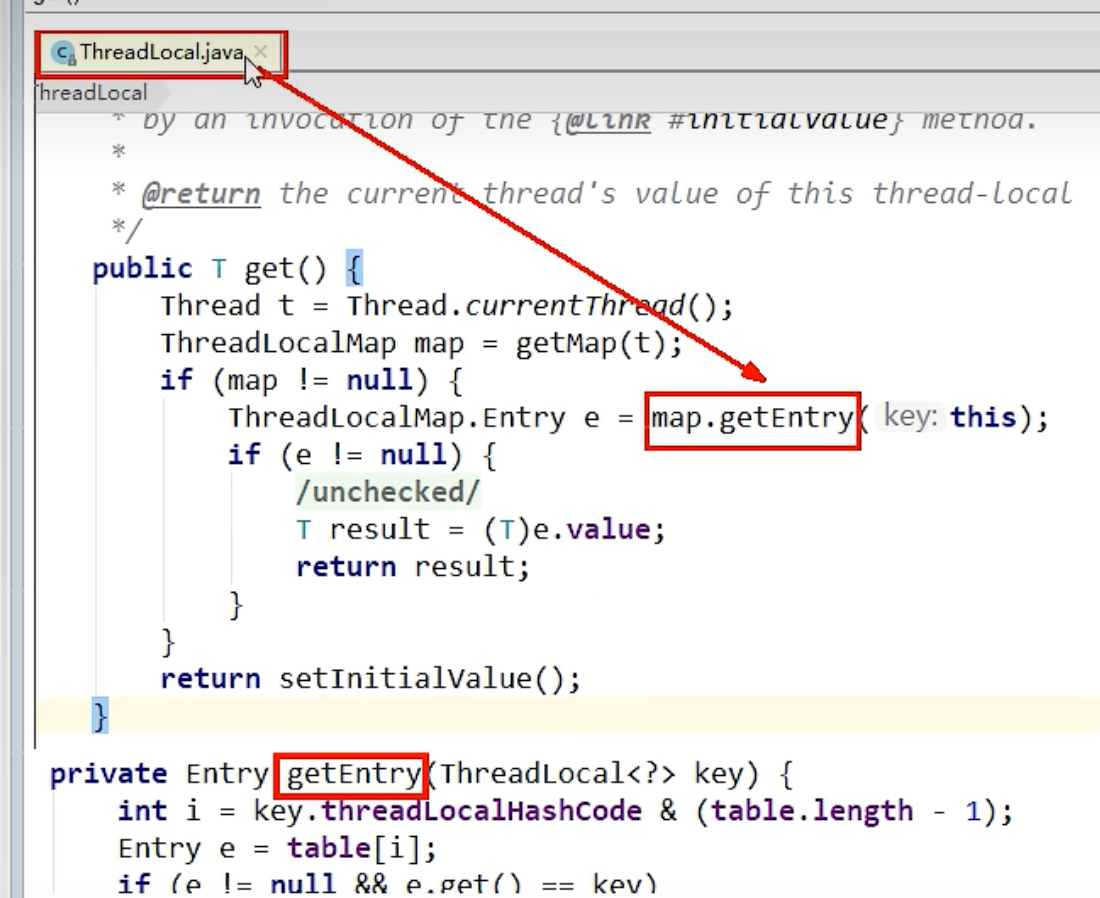 ThreadLocal.java
ThreadLocal
* by an invocation of the {@link #initialValue} method.
*
* @return the current thread's value of this thread-local
*/
public T get() {
Thread t = Thread.currentThread();
ThreadLocalMap map = getMap(t);
if (map != null) {
ThreadLocalMap.Entry e = map.getEntry( key: this);
if (e != null) {
/unchecked/
T result = (T)e.value;
return result;
}
}
return setInitialValue();
}
private Entry getEntry(ThreadLocal<?> key) {
int i = key.threadLocalHashCode & (table.length - 1);
Entry e = table[i];
if (e != null && e.get() == key)